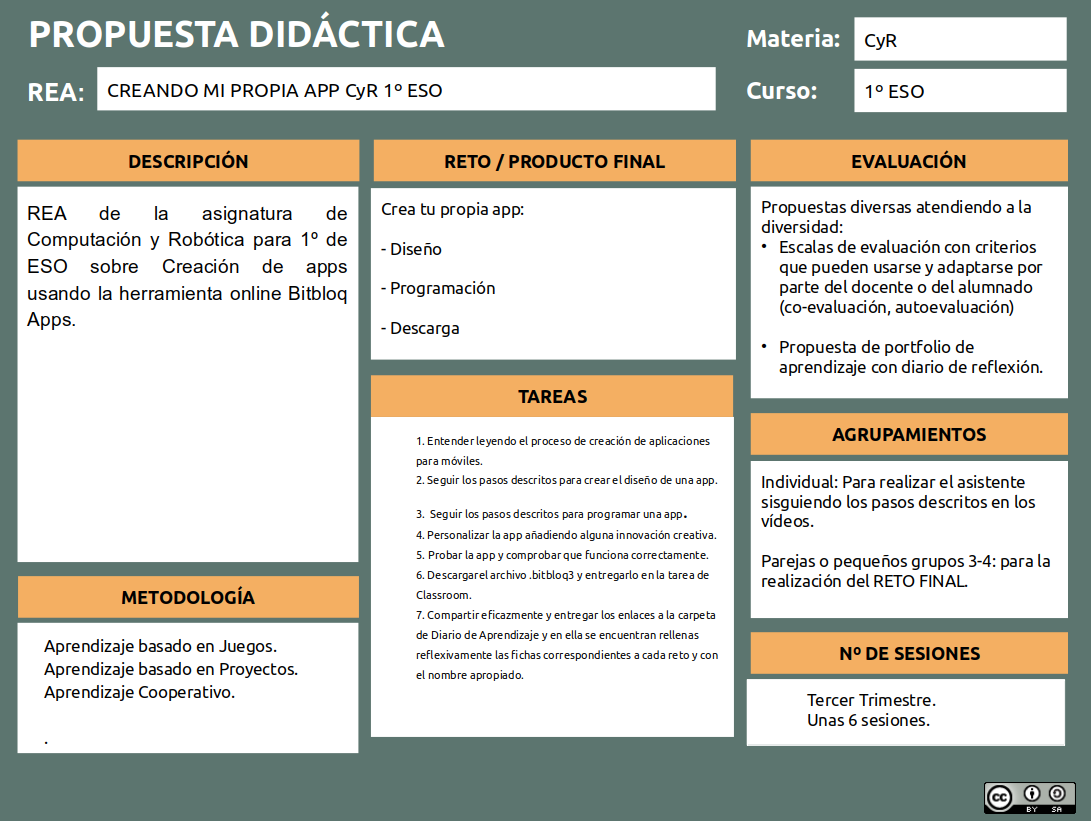 PROPUESTA DIDÁCTICA
Materia:
CyR
REA:
CREANDO MI PROPIA APP CyR 1º ESO
Curso:
1º ESO
DESCRIPCIÓN
REA de la asignatura de
Computación y Robótica para 1º de
ESO sobre Creación de apps
usando la herramienta online Bitbloq
Apps.
METODOLOGÍA
Aprendizaje basado en Juegos.
Aprendizaje basado en Proyectos.
Aprendizaje Cooperativo.
.
RETO / PRODUCTO FINAL
Crea tu propia app:
- Diseño
- Programación
- Descarga
TAREAS
1. Entender leyendo el proceso de creación de aplicaciones
para móviles.
2. Seguir los pasos descritos para crear el diseño de una app.
3. Seguir los pasos descritos para programar una app.
4. Personalizar la app añadiendo alguna innovación creativa.
5. Probar la app y comprobar que funciona correctamente.
6. Descargarel archivo .bitbloq3 y entregarlo en la tarea de
Classroom.
7. Compartir eficazmente y entregar los enlaces a la carpeta
de Diario de Aprendizaje y en ella se encuentran rellenas
reflexivamente las fichas correspondientes a cada reto y con
el nombre apropiado.
EVALUACIÓN
Propuestas diversas atendiendo a la
diversidad:
• Escalas de evaluación con criterios
que pueden usarse y adaptarse por
parte del docente o del alumnado
(co-evaluación, autoevaluación)
• Propuesta de portfolio de
aprendizaje con diario de reflexión.
AGRUPAMIENTOS
Individual: Para realizar el asistente
sisguiendo los pasos descritos en los
vídeos.
Parejas o pequeños grupos 3-4: para la
realización del RETO FINAL.
Nº DE SESIONES
Tercer Trimestre.
Unas 6 sesiones.
cc
BY SA